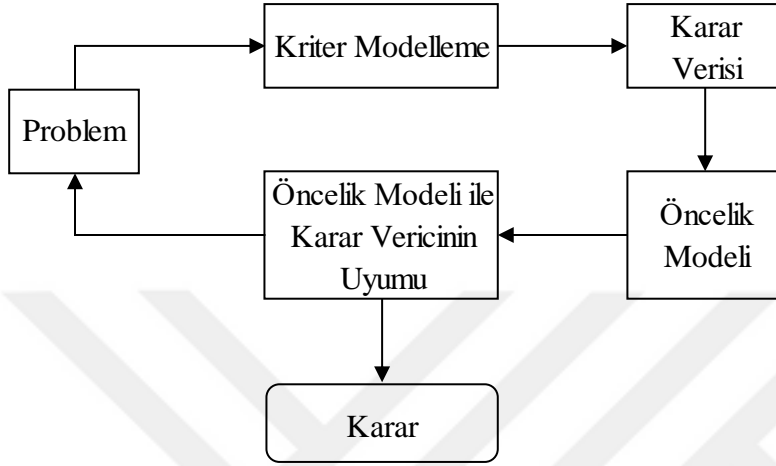 Kriter Modelleme
Karar
Verisi
Problem
Öncelik Modeli ile
Karar Vericinin
Uyumu
Öncelik
Modeli
Karar